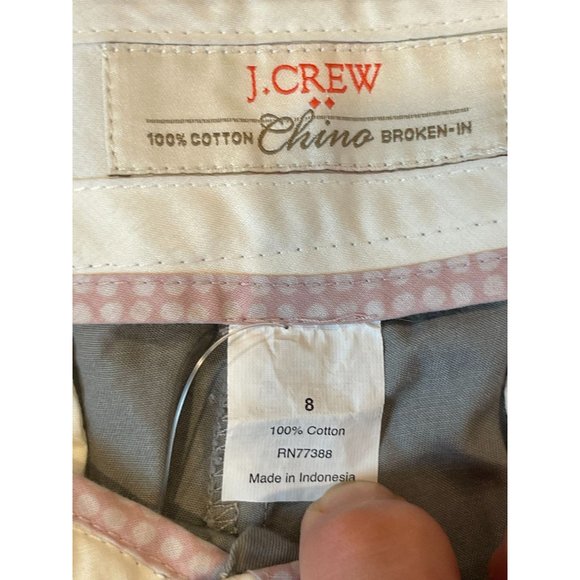 J.CREW
100% COTTON Chino BROKEN-IN
8
100% Cotton
RN77388
Made in Indonesia